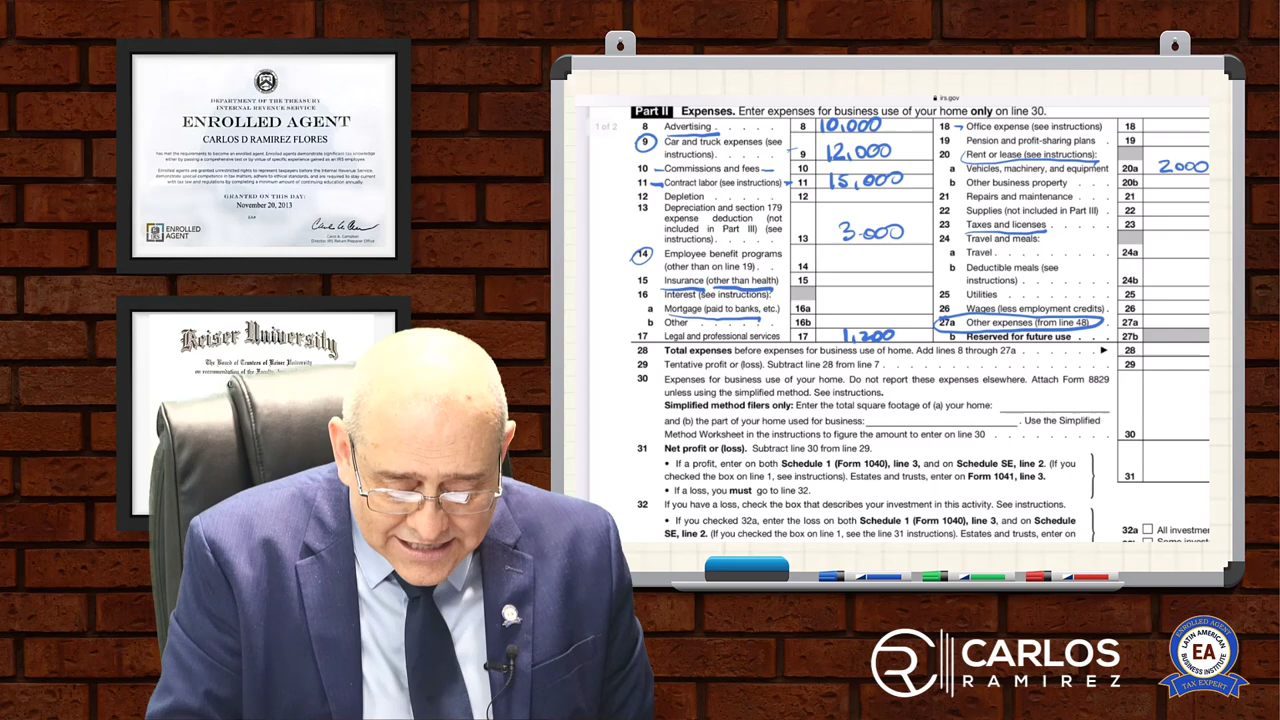 DEPARTMENT OF THE TREASURY
INTERNAL REVENUE SERVICE
ENROLLED AGENT
CARLOS D RAMIREZ FLORES
GRANTED ON THIS DAY:
November 20, 2013
ENROLLED
AGENT
Keiser University
The Board of Trustees of Keiser University
on recommendation of the
irs.gov
1 of 2
Part II Expenses. Enter expenses for business use of your home only on line 30.
8 Advertising . . . . . 8 10,000
9 Car and truck expenses (see
instructions). . . . . 9 12,000
10 Commissions and fees 10
11 Contract labor (see instructions) 11 15,000
12 Depletion . . . . . 12
13 Depreciation and section 179
expense deduction (not
included in Part III) (see
instructions). . . . . 13 3.000
14 Employee benefit programs
(other than on line 19). . 14
15 Insurance (other than health) 15
16 Interest (see instructions):
a Mortgage (paid to banks, etc.) 16a
b Other . . . . . . 16b
17 Legal and professional services 17 1,200
18 Office expense (see instructions) 18
19 Pension and profit-sharing plans . 19
20 Rent or lease (see instructions):
a Vehicles, machinery, and equipment 20a 2000
b Other business property . . . 20b
21 Repairs and maintenance . . . 21
22 Supplies (not included in Part III) . 22
23 Taxes and licenses . . . . . 23
24 Travel and meals:
a Travel . . . . . . . . . 24a
b Deductible meals (see
instructions) . . . . . . . 24b
25 Utilities . . . . . . . . 25
26 Wages (less employment credits) . 26
27a Other expenses (from line 48) . . 27a
b Reserved for future use . . . 27b
28 Total expenses before expenses for business use of home. Add lines 8 through 27a . . . . . . . ▶ 28
29 Tentative profit or (loss). Subtract line 28 from line 7 . . . . . . . . . . . . . . . . . 29
30 Expenses for business use of your home. Do not report these expenses elsewhere. Attach Form 8829
unless using the simplified method. See instructions.
Simplified method filers only: Enter the total square footage of (a) your home:
and (b) the part of your home used for business: . Use the Simplified
Method Worksheet in the instructions to figure the amount to enter on line 30 . . . . . . . . . 30
31 Net profit or (loss). Subtract line 30 from line 29.
• If a profit, enter on both Schedule 1 (Form 1040), line 3, and on Schedule SE, line 2. (If you
checked the box on line 1, see instructions). Estates and trusts, enter on Form 1041, line 3. 31
• If a loss, you must go to line 32.
32 If you have a loss, check the box that describes your investment in this activity. See instructions.
• If you checked 32a, enter the loss on both Schedule 1 (Form 1040), line 3, and on Schedule
SE, line 2. (If you checked the box on line 1, see the line 31 instructions). Estates and trusts, enter on
32a All
CARLOS
RAMIREZ
ENROLLED AGENT
LATIN AMERICAN
EA
BUSINESS INSTITUTE
TAX EXPERT